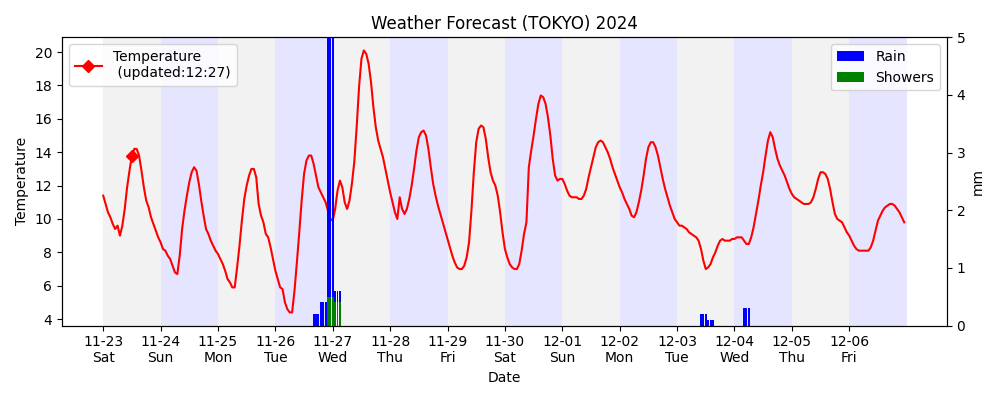 Weather Forecast (TOKYO) 2024
Temperature
(updated:12:27)
Rain
Showers
Temperature
20
18
16
14
12
10
8
6
4
5
4
3
2
1
0
mm
11-23 11-24 11-25 11-26 11-27 11-28 11-29 11-30 12-01 12-02 12-03 12-04 12-05 12-06
Sat Sun Mon Tue Wed Thu Fri Sat Sun Mon Tue Wed Thu Fri
Date